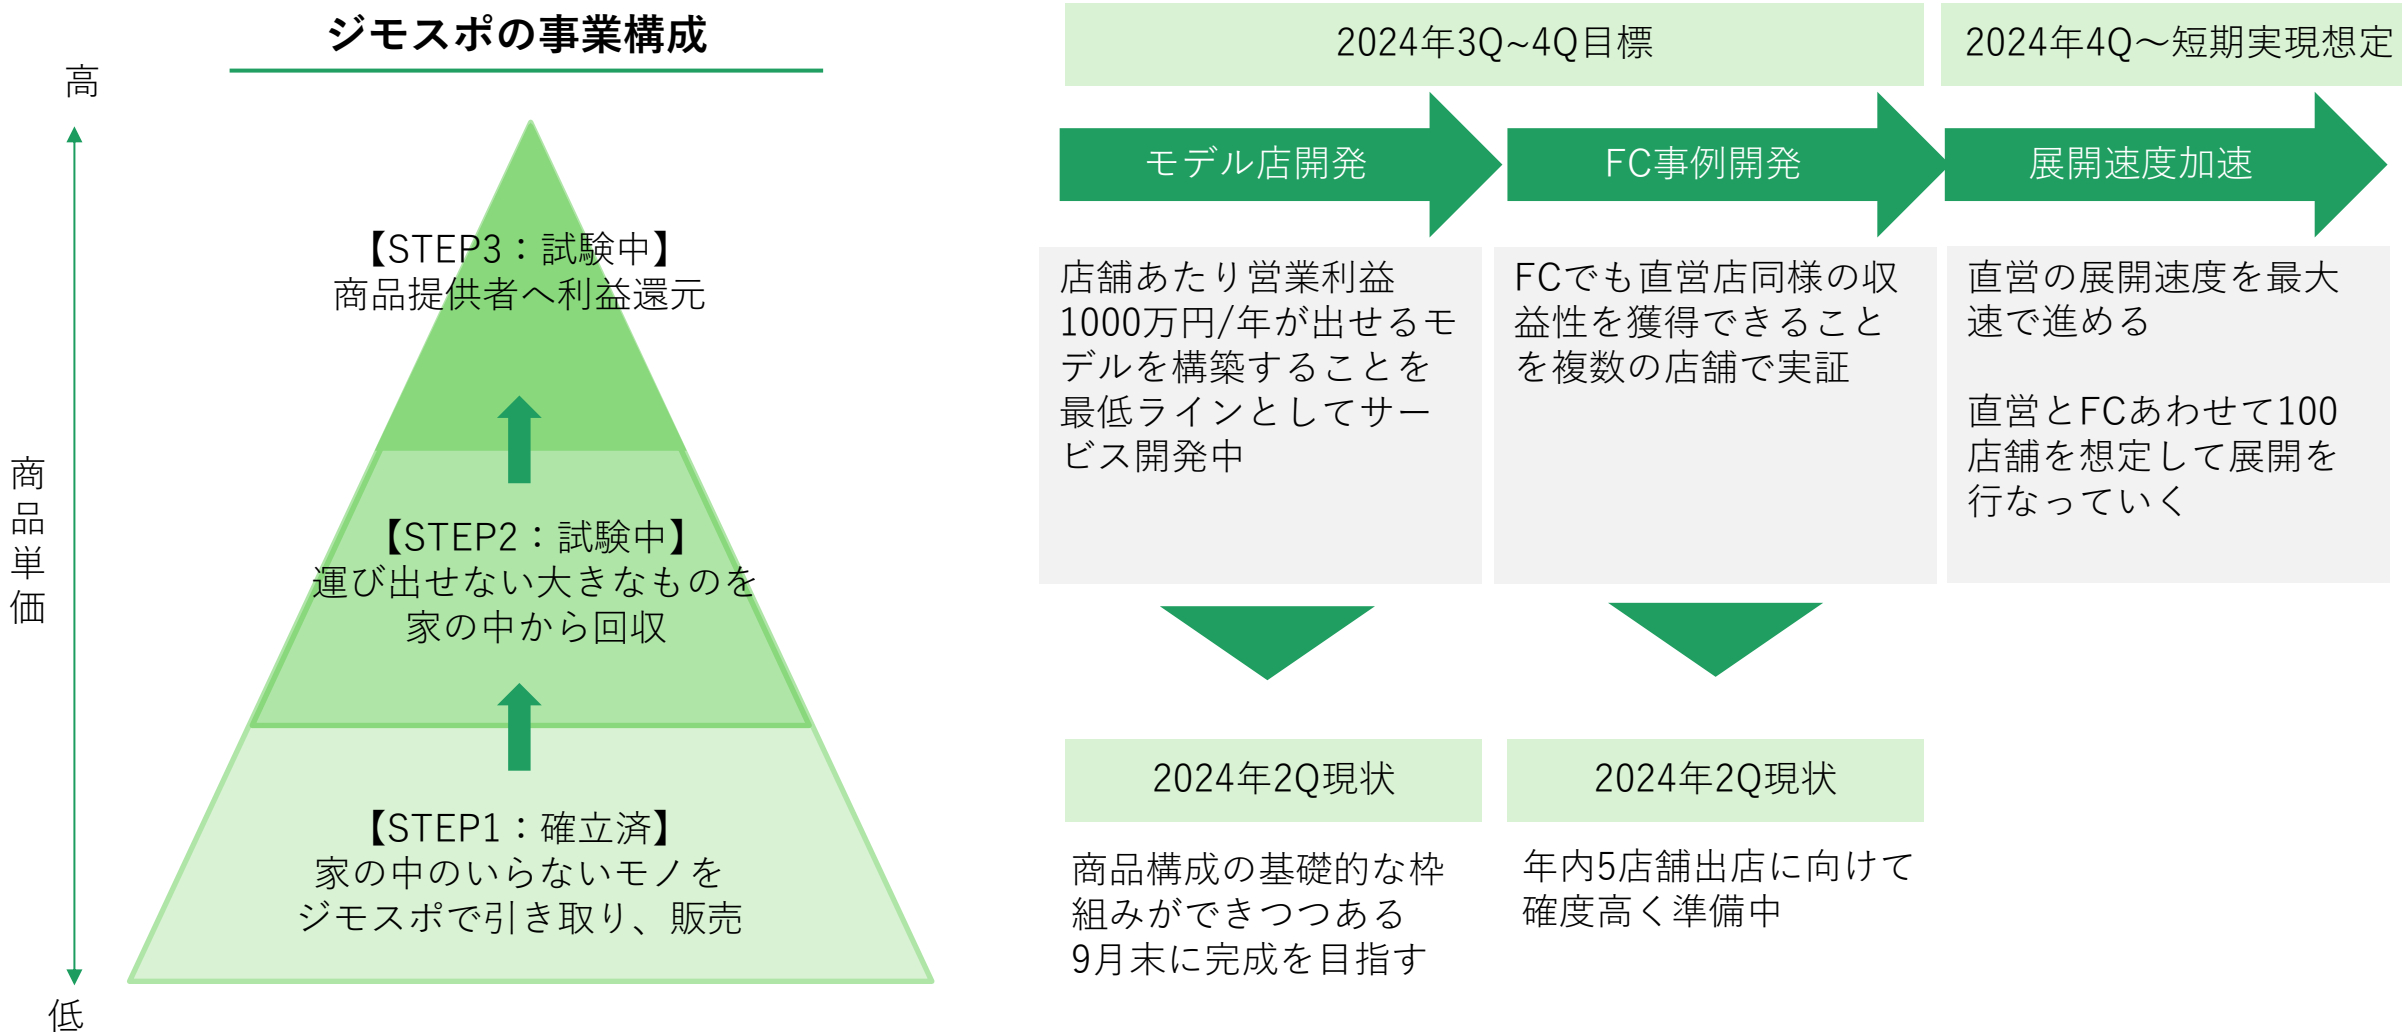 ジモスポの事業構成
高
商品単価
低
【STEP3：試験中】
商品提供者へ利益還元
【STEP2：試験中】
運び出せない大きなものを
家の中から回収
【STEP1：確立済】
家の中のいらないモノを
ジモスポで引き取り、販売
2024年3Q~4Q目標
2024年4Q～短期実現想定
モデル店開発
FC事例開発
展開速度加速
店舗あたり営業利益
1000万円/年が出せるモ
デルを構築することを
最低ラインとしてサー
ビス開発中
FCでも直営店同様の収
益性を獲得できること
を複数の店舗で実証
直営の展開速度を最大
速で進める
直営とFCあわせて100
店舗を想定して展開を
行なっていく
2024年2Q現状
商品構成の基礎的な枠
組みができつつある
9月末に完成を目指す
2024年2Q現状
年内5店舗出店に向けて
確度高く準備中